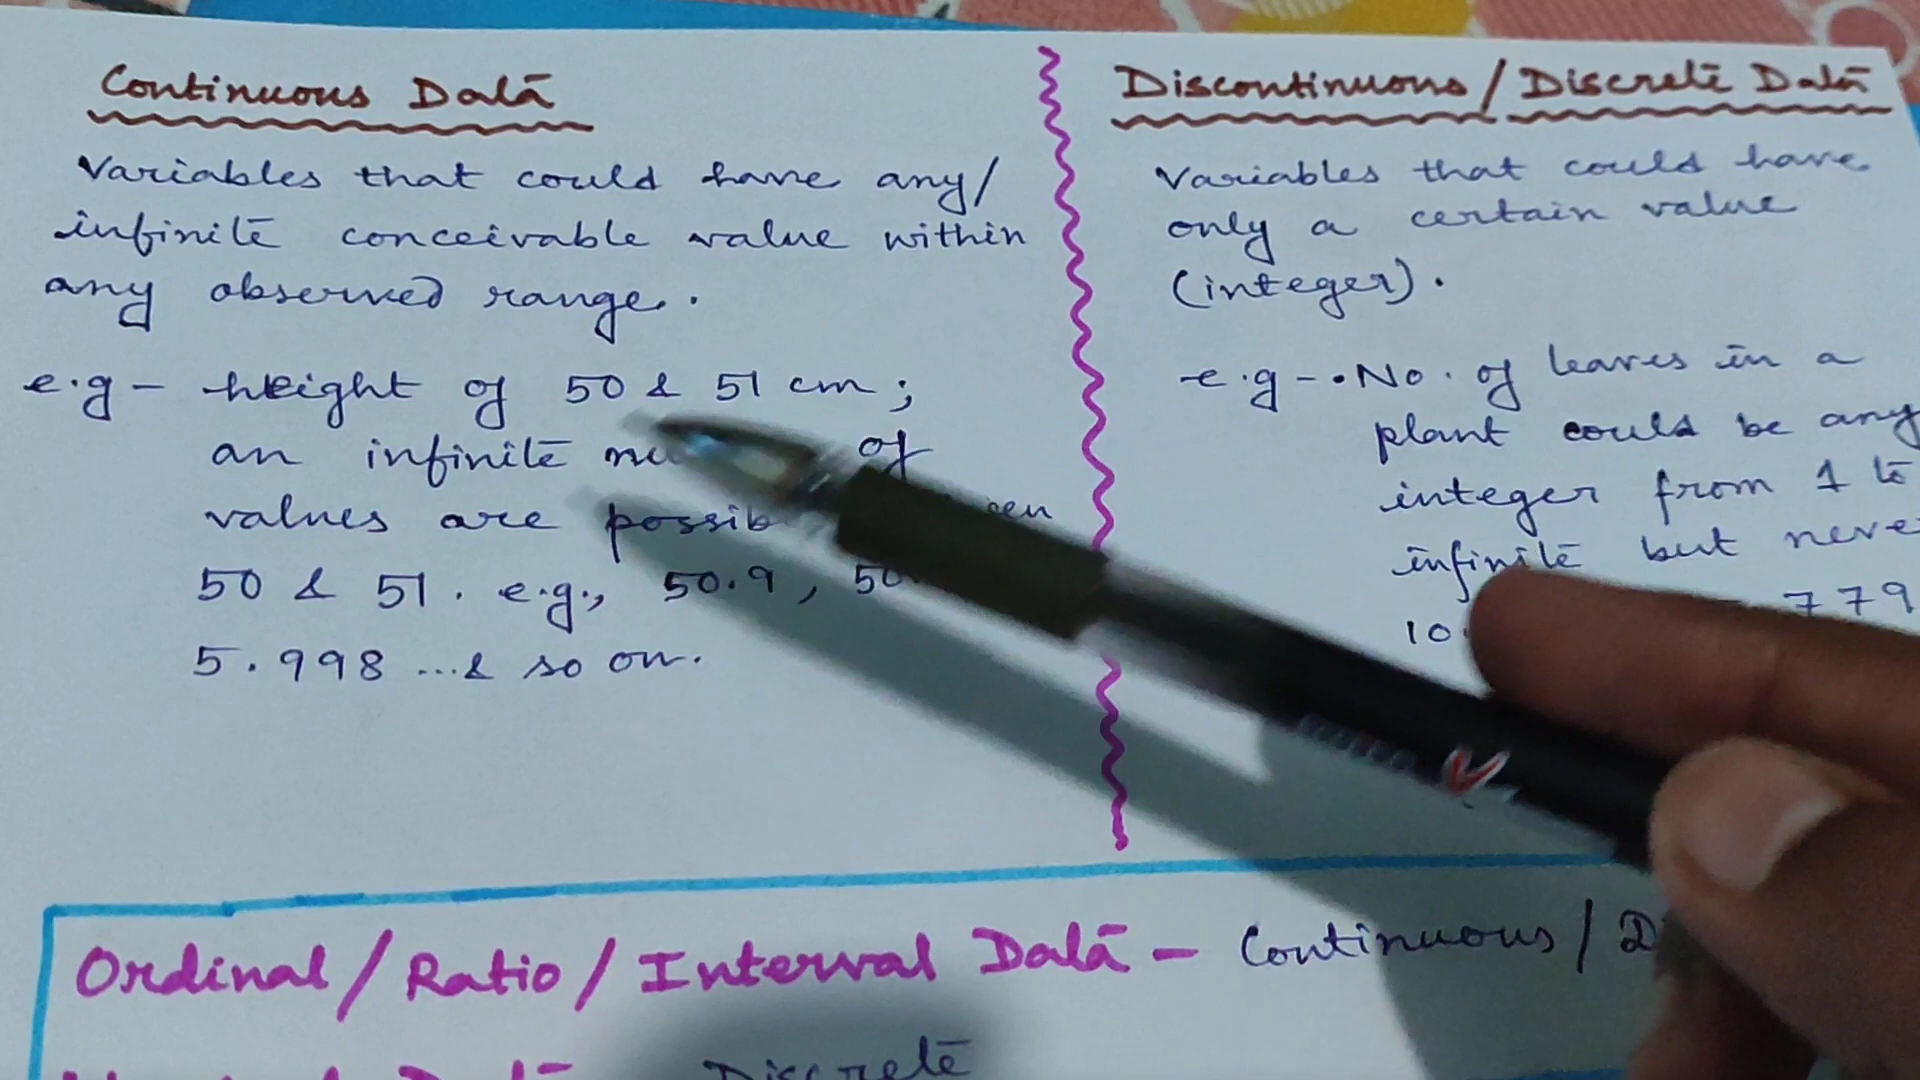 Continuous Data
Variables that could have any/
infinite conceivable value within
any observed range.
e.g - height of 50 & 51 cm;
an infinite of
values are
50 & 51. e.g., 50.9,
5.998 ...& so on.
Discontinuous / Discrete Data
Variables that could have
only a certain value
(integer).
e.g - • No. of leaves in a
plant could be any
integer from 1 to
infinite but
779
Ordinal / Ratio / Interval Data - Continuous /
Discrete